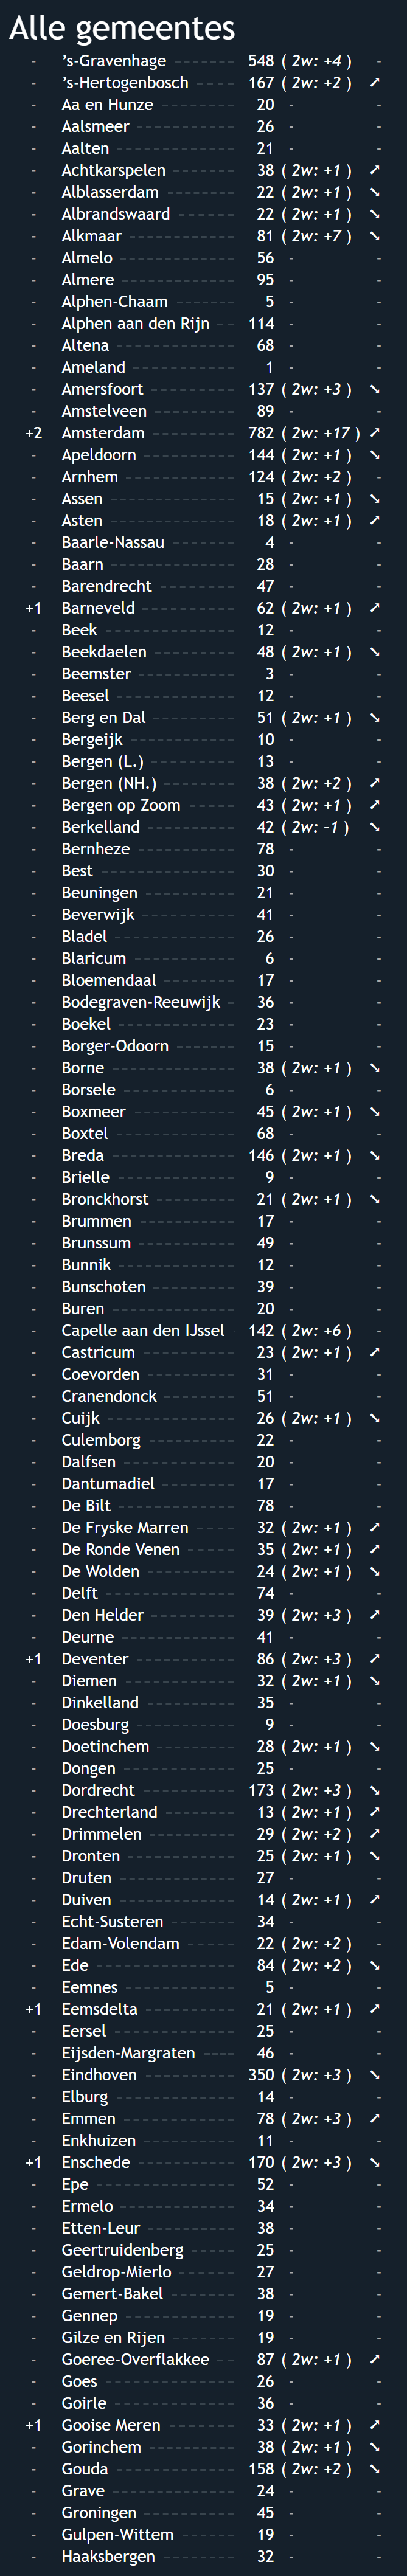 Alle gemeentes
- ’s-Gravenhage 548 ( 2w: +4 ) -
- ’s-Hertogenbosch 167 ( 2w: +2 ) ➚
- Aa en Hunze 20 - -
- Aalsmeer 26 - -
- Aalten 21 - -
- Achtkarspelen 38 ( 2w: +1 ) ➚
- Alblasserdam 22 ( 2w: +1 ) ➘
- Albrandswaard 22 ( 2w: +1 ) ➘
- Alkmaar 81 ( 2w: +7 ) ➘
- Almelo 56 - -
- Almere 95 - -
- Alphen-Chaam 5 - -
- Alphen aan den Rijn 114 - -
- Altena 68 - -
- Ameland 1 - -
- Amersfoort 137 ( 2w: +3 ) ➘
- Amstelveen 89 - -
+2 Amsterdam 782 ( 2w: +17 ) ➚
- Apeldoorn 144 ( 2w: +1 ) ➘
- Arnhem 124 ( 2w: +2 ) -
- Assen 15 ( 2w: +1 ) ➘
- Asten 18 ( 2w: +1 ) ➚
- Baarle-Nassau 4 - -
- Baarn 28 - -
- Barendrecht 47 - -
+1 Barneveld 62 ( 2w: +1 ) ➚
- Beek 12 - -
- Beekdaelen 48 ( 2w: +1 ) ➘
- Beemster 3 - -
- Beesel 12 - -
- Berg en Dal 51 ( 2w: +1 ) ➘
- Bergeijk 10 - -
- Bergen (L.) 13 - -
- Bergen (NH.) 38 ( 2w: +2 ) ➚
- Bergen op Zoom 43 ( 2w: +1 ) ➚
- Berkelland 42 ( 2w: -1 ) ➘
- Bernheze 78 - -
- Best 30 - -
- Beuningen 21 - -
- Beverwijk 41 - -
- Bladel 26 - -
- Blaricum 6 - -
- Bloemendaal 17 - -
- Bodegraven-Reeuwijk 36 - -
- Boekel 23 - -
- Borger-Odoorn 15 - -
- Borne 38 ( 2w: +1 ) ➘
- Borsele 6 - -
- Boxmeer 45 ( 2w: +1 ) ➘
- Boxtel 68 - -
- Breda 146 ( 2w: +1 ) ➘
- Brielle 9 - -
- Bronckhorst 21 ( 2w: +1 ) ➘
- Brummen 17 - -
- Brunssum 49 - -
- Bunnik 12 - -
- Bunschoten 39 - -
- Buren 20 - -
- Capelle aan den IJssel 142 ( 2w: +6 ) -
- Castricum 23 ( 2w: +1 ) ➚
- Coevorden 31 - -
- Cranendonck 51 - -
- Cuijk 26 ( 2w: +1 ) ➘
- Culemborg 22 - -
- Dalfsen 20 - -
- Dantumadiel 17 - -
- De Bilt 78 - -
- De Fryske Marren 32 ( 2w: +1 ) ➚
- De Ronde Venen 35 ( 2w: +1 ) ➚
- De Wolden 24 ( 2w: +1 ) ➘
- Delft 74 - -
- Den Helder 39 ( 2w: +3 ) ➚
- Deurne 41 - -
+1 Deventer 86 ( 2w: +3 ) ➚
- Diemen 32 ( 2w: +1 ) ➘
- Dinkelland 35 - -
- Doesburg 9 - -
- Doetinchem 28 ( 2w: +1 ) ➘
- Dongen 25 - -
- Dordrecht 173 ( 2w: +3 ) ➘
- Drechterland 13 ( 2w: +1 ) ➚
- Drimmelen 29 ( 2w: +2 ) ➚
- Dronten 25 ( 2w: +1 ) ➘
- Druten 27 - -
- Duiven 14 ( 2w: +1 ) ➚
- Echt-Susteren 34 - -
- Edam-Volendam 22 ( 2w: +2 ) -
- Ede 84 ( 2w: +2 ) ➘
- Eemnes 5 - -
+1 Eemsdelta 21 ( 2w: +1 ) ➚
- Eersel 25 - -
- Eijsden-Margraten 46 - -
- Eindhoven 350 ( 2w: +3 ) ➘
- Elburg 14 - -
- Emmen 78 ( 2w: +3 ) ➚
- Enkhuizen 11 - -
+1 Enschede 170 ( 2w: +3 ) ➘
- Epe 52 - -
- Ermelo 34 - -
- Etten-Leur 38 - -
- Geertruidenberg 25 - -
- Geldrop-Mierlo 27 - -
- Gemert-Bakel 38 - -
- Gennep 19 - -
- Gilze en Rijen 19 - -
- Goeree-Overflakkee 87 ( 2w: +1 ) ➚
- Goes 26 - -
- Goirle 36 - -
+1 Gooise Meren 33 ( 2w: +1 ) ➚
- Gorinchem 38 ( 2w: +1 ) ➘
- Gouda 158 ( 2w: +2 ) ➘
- Grave 24 - -
- Groningen 45 - -
- Gulpen-Wittem 19 - -
- Haaksbergen 32 - -